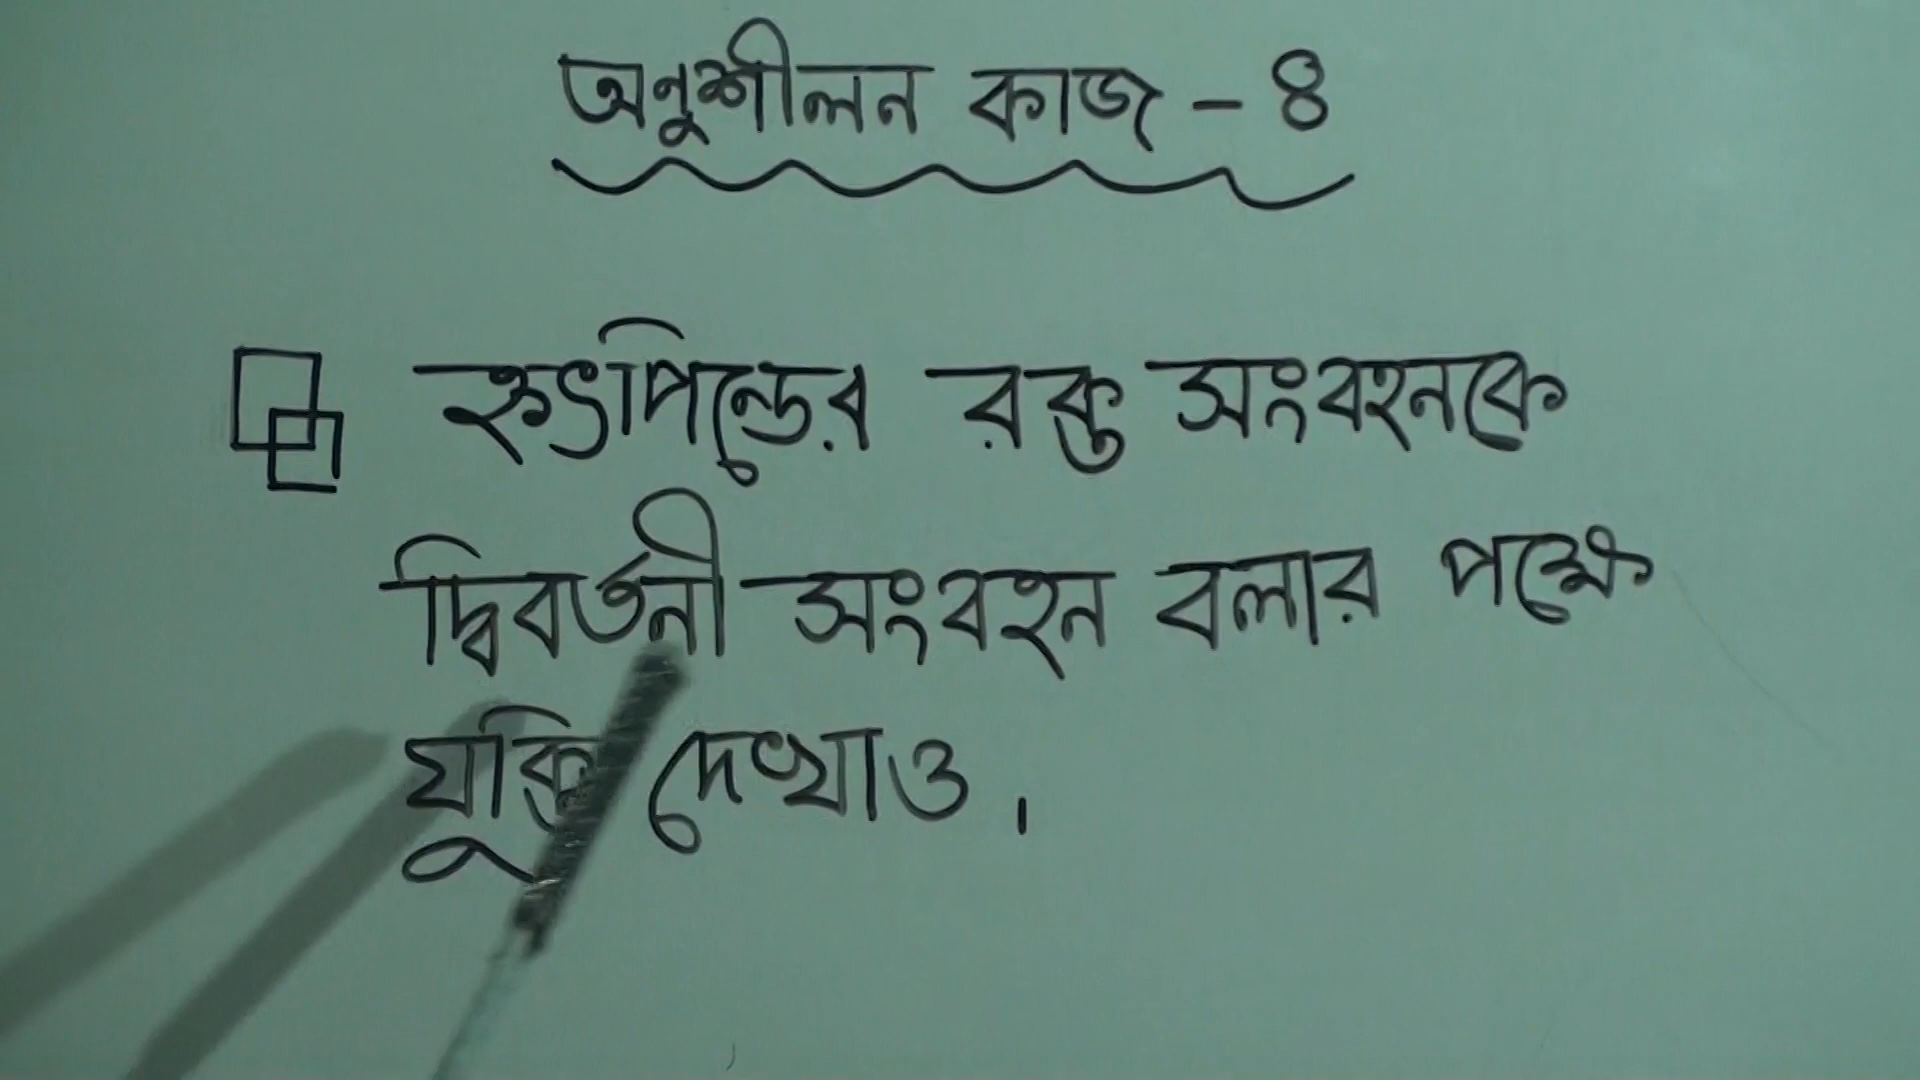 অনুশীলন কাজ - ৪
হৃৎপিন্ডের রক্ত সংবহনকে
দ্বিবর্তনী সংবহন বলার পক্ষে
যুক্তি দেখাও।